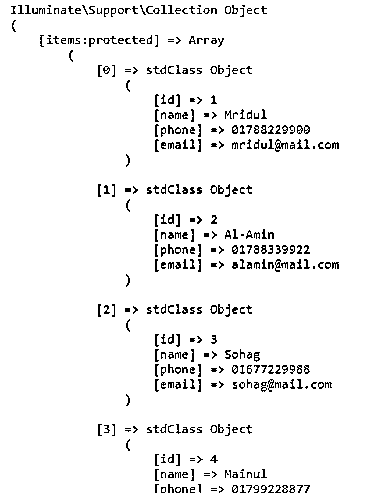 Illuminate\Support\Collection Object
(
    [items:protected] => Array
        (
            [0] => stdClass Object
                (
                    [id] => 1
                    [name] => Mridul
                    [phone] => 01788229900
                    [email] => mridul@mail.com
                )
            [1] => stdClass Object
                (
                    [id] => 2
                    [name] => Al-Amin
                    [phone] => 01788339922
                    [email] => alamin@mail.com
                )
            [2] => stdClass Object
                (
                    [id] => 3
                    [name] => Sohag
                    [phone] => 01677229988
                    [email] => sohag@mail.com
                )
            [3] => stdClass Object
                (
                    [id] => 4
                    [name] => Mainul
                    [phone] => 01799228877